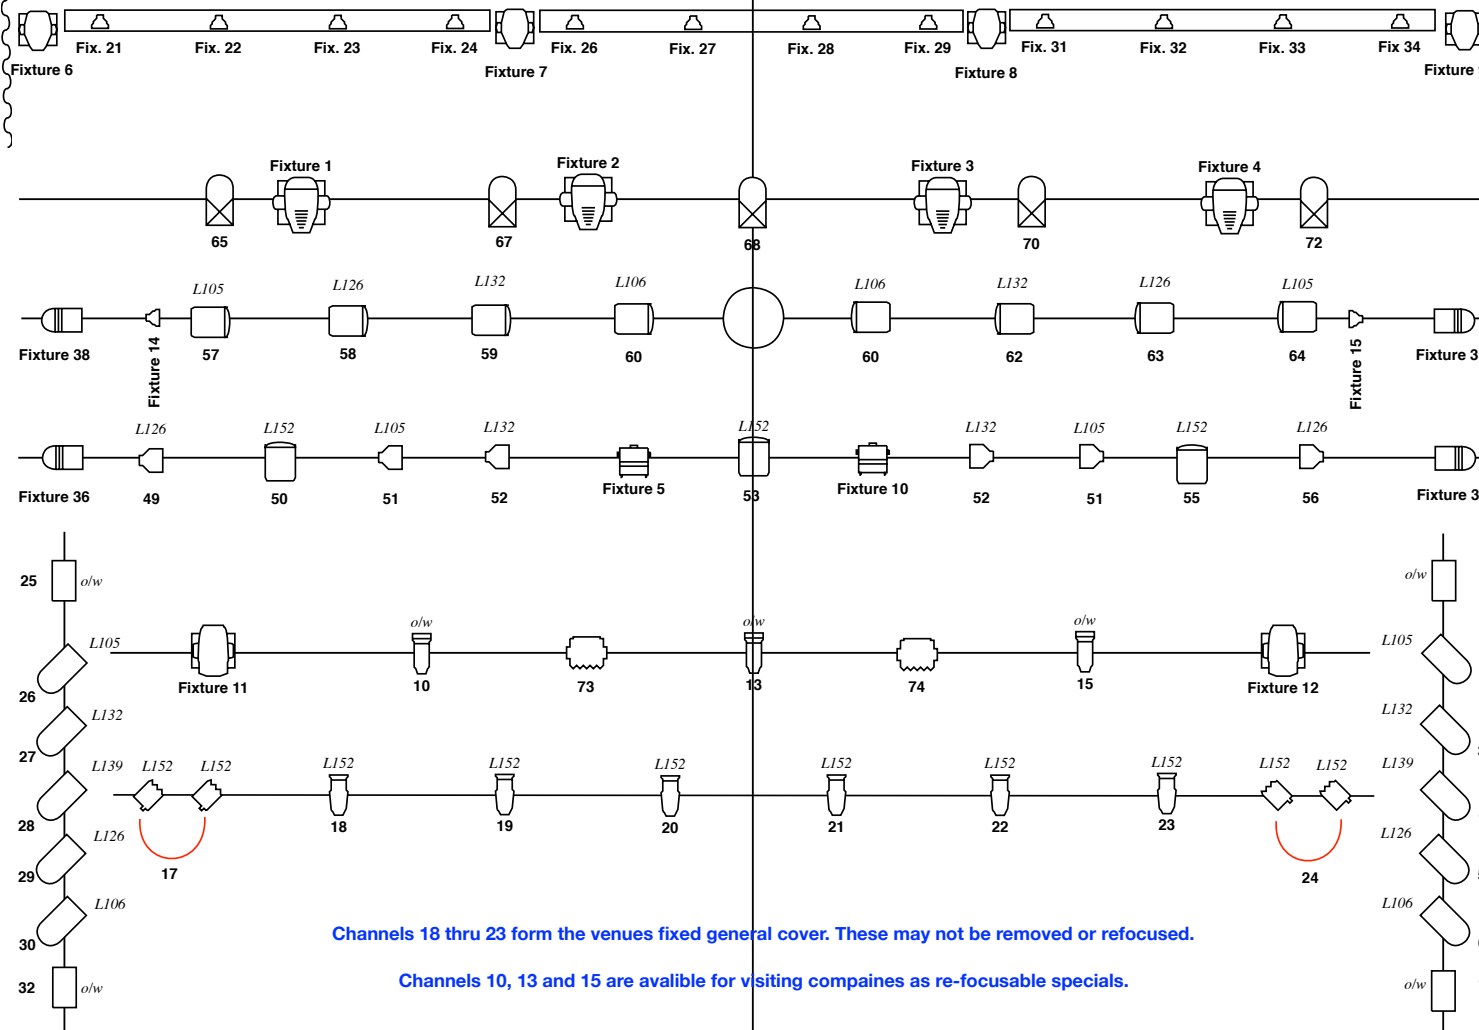 Fix. 21 Fix. 22 Fix. 23 Fix. 24 Fix. 26 Fix. 27 Fix. 28 Fix. 29 Fix. 31 Fix. 32 Fix. 33 Fix 34
Fixture 6 Fixture 7 Fixture 8 Fixture
Fixture 1 Fixture 2 Fixture 3 Fixture 4
65 67 68 70 72
L105 L126 L132 L106 L106 L132 L126 L105
Fixture 38 Fixture 14 57 58 59 60 60 62 63 64 Fixture 15 Fixture 3
L126 L152 L105 L132 L152 L132 L105 L152 L126
Fixture 36 49 50 51 52 Fixture 5 53 Fixture 10 52 51 55 56 Fixture 3
25 o/w o/w
o/w o/w o/w
L105 L105
26 Fixture 11 10 73 13 74 15 Fixture 12
L132 L132
27
L139 L152 L152 L152 L152 L152 L152 L152 L152 L152 L152 L139
28 18 19 20 21 22 23
L126 L126
29 17 24
L106 L106
30 Channels 18 thru 23 form the venues fixed general cover. These may not be removed or refocused.
32 o/w Channels 10, 13 and 15 are avalible for visiting compaines as re-focusable specials. o/w